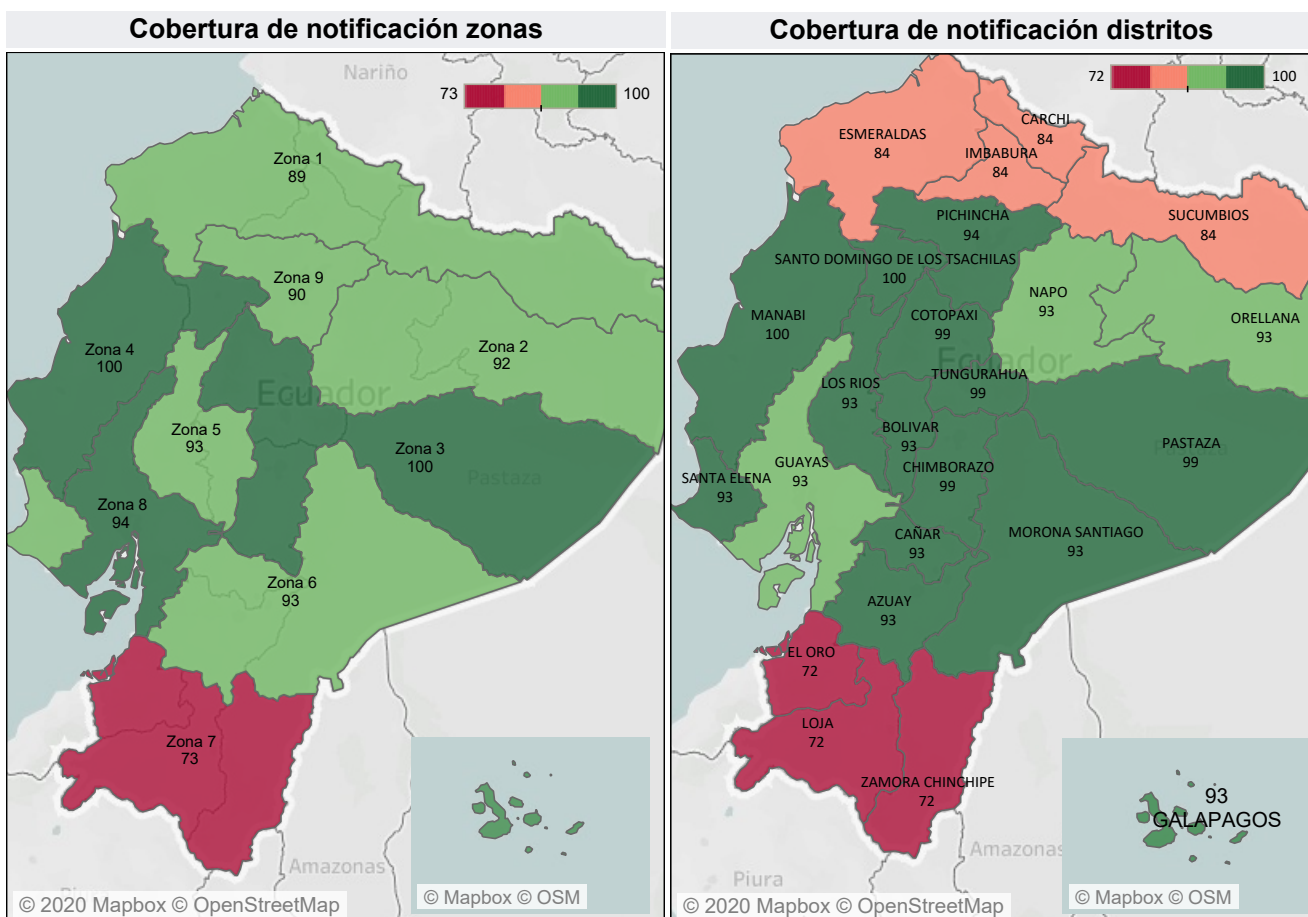 Cobertura de notificación zonas
Nariño
73
100
Zona 1
89
Zona 9
90
Zona 2
92
Zona 4
100
Ecuador
Zona 5
93
Zona 3
100
Pastaza
Zona 8
94
Zona 6
93
Zona 7
73
Amazonas
Piura
© 2020 Mapbox © OpenStreetMap
© Mapbox © OSM
Cobertura de notificación distritos
72
100
CARCHI
84
ESMERALDAS
84
IMBABURA
84
SUCUMBIOS
84
PICHINCHA
94
SANTO DOMINGO DE LOS TSACHILAS
100
NAPO
93
ORELLANA
93
MANABI
100
COTOPAXI
99
Ecuador
TUNGURAHUA
99
LOS RIOS
93
BOLIVAR
93
PASTAZA
99
GUAYAS
93
CHIMBORAZO
99
SANTA ELENA
93
CAÑAR
93
MORONA SANTIAGO
93
AZUAY
93
EL ORO
72
LOJA
72
ZAMORA CHINCHIPE
72
93
GALAPAGOS
Amazonas
Piura
© 2020 Mapbox © OpenStreetMap
© Mapbox © OSM